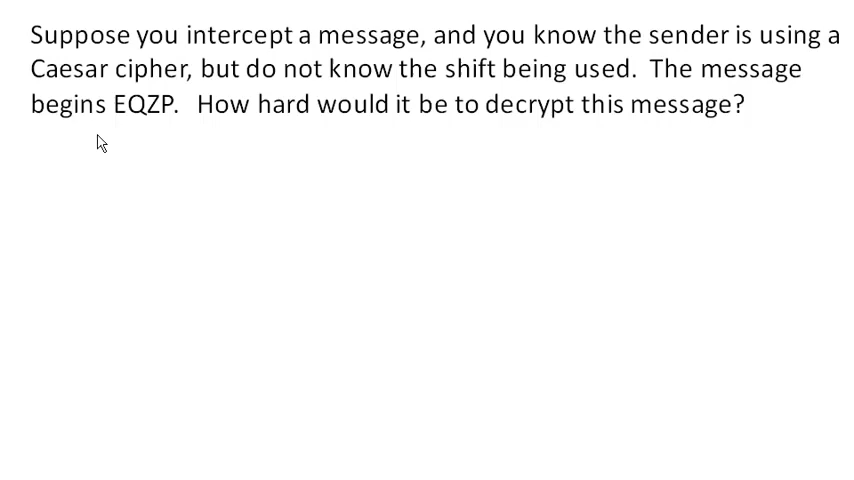 Suppose you intercept a message, and you know the sender is using a
Caesar cipher, but do not know the shift being used.  The message
begins EQZP.   How hard would it be to decrypt this message?